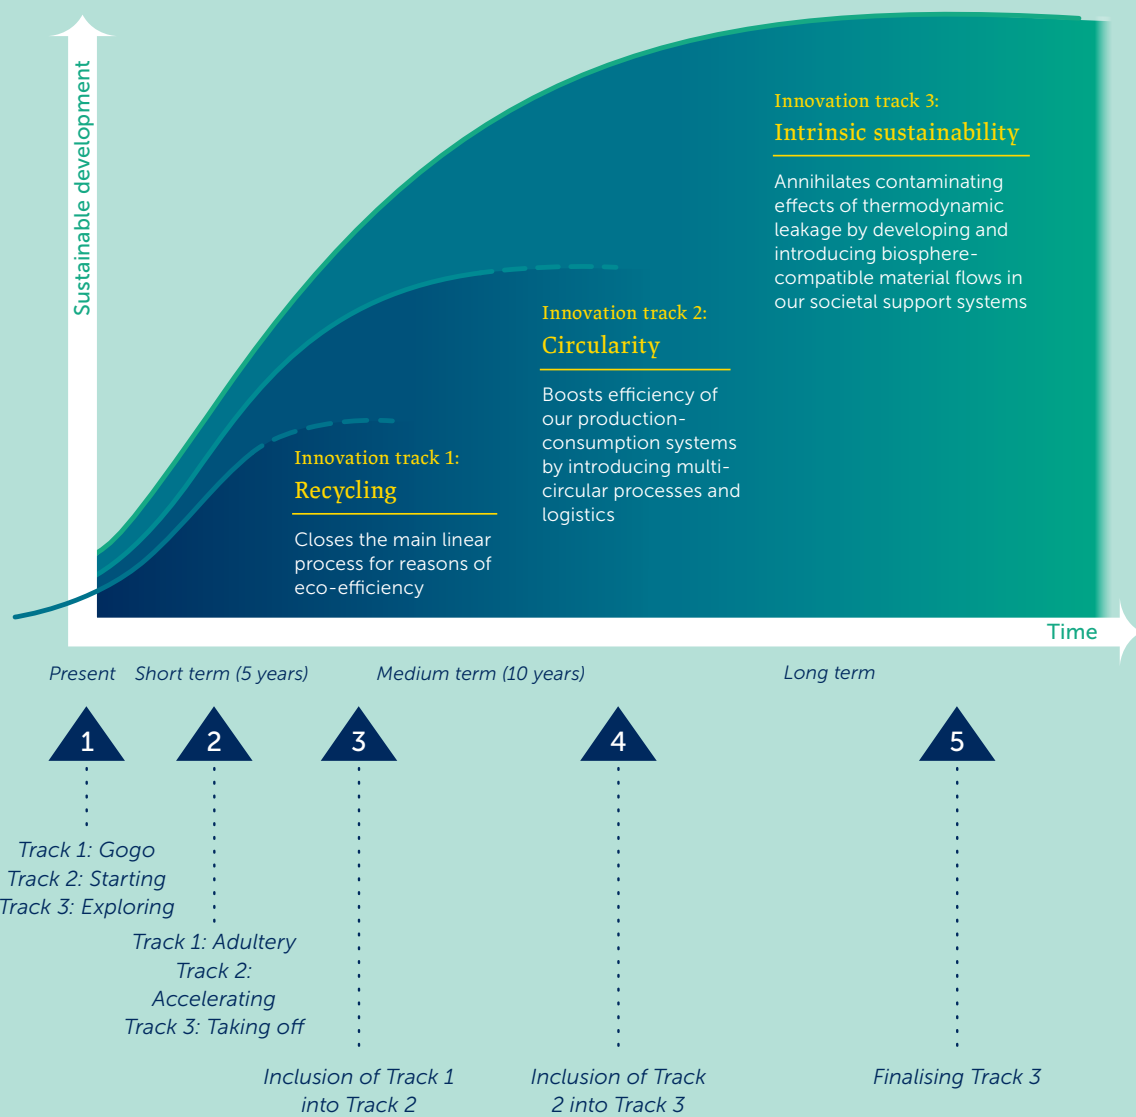 Sustainable development
Innovation track 3:
Intrinsic sustainability
Annihilates contaminating
effects of thermodynamic
leakage by developing and
introducing biosphere-
compatible material flows in
our societal support systems
Innovation track 2:
Circularity
Boosts efficiency of
our production-
consumption systems
by introducing multi-
circular processes and
logistics
Innovation track 1:
Recycling
Closes the main linear
process for reasons of
eco-efficiency
Time
Present
Short term (5 years)
Medium term (10 years)
Long term
1
2
3
4
5
Track 1: Gogo
Track 2: Starting
Track 3: Exploring
Track 1: Adultery
Track 2:
Accelerating
Track 3: Taking off
Inclusion of Track 1
into Track 2
Inclusion of Track
2 into Track 3
Finalising Track 3